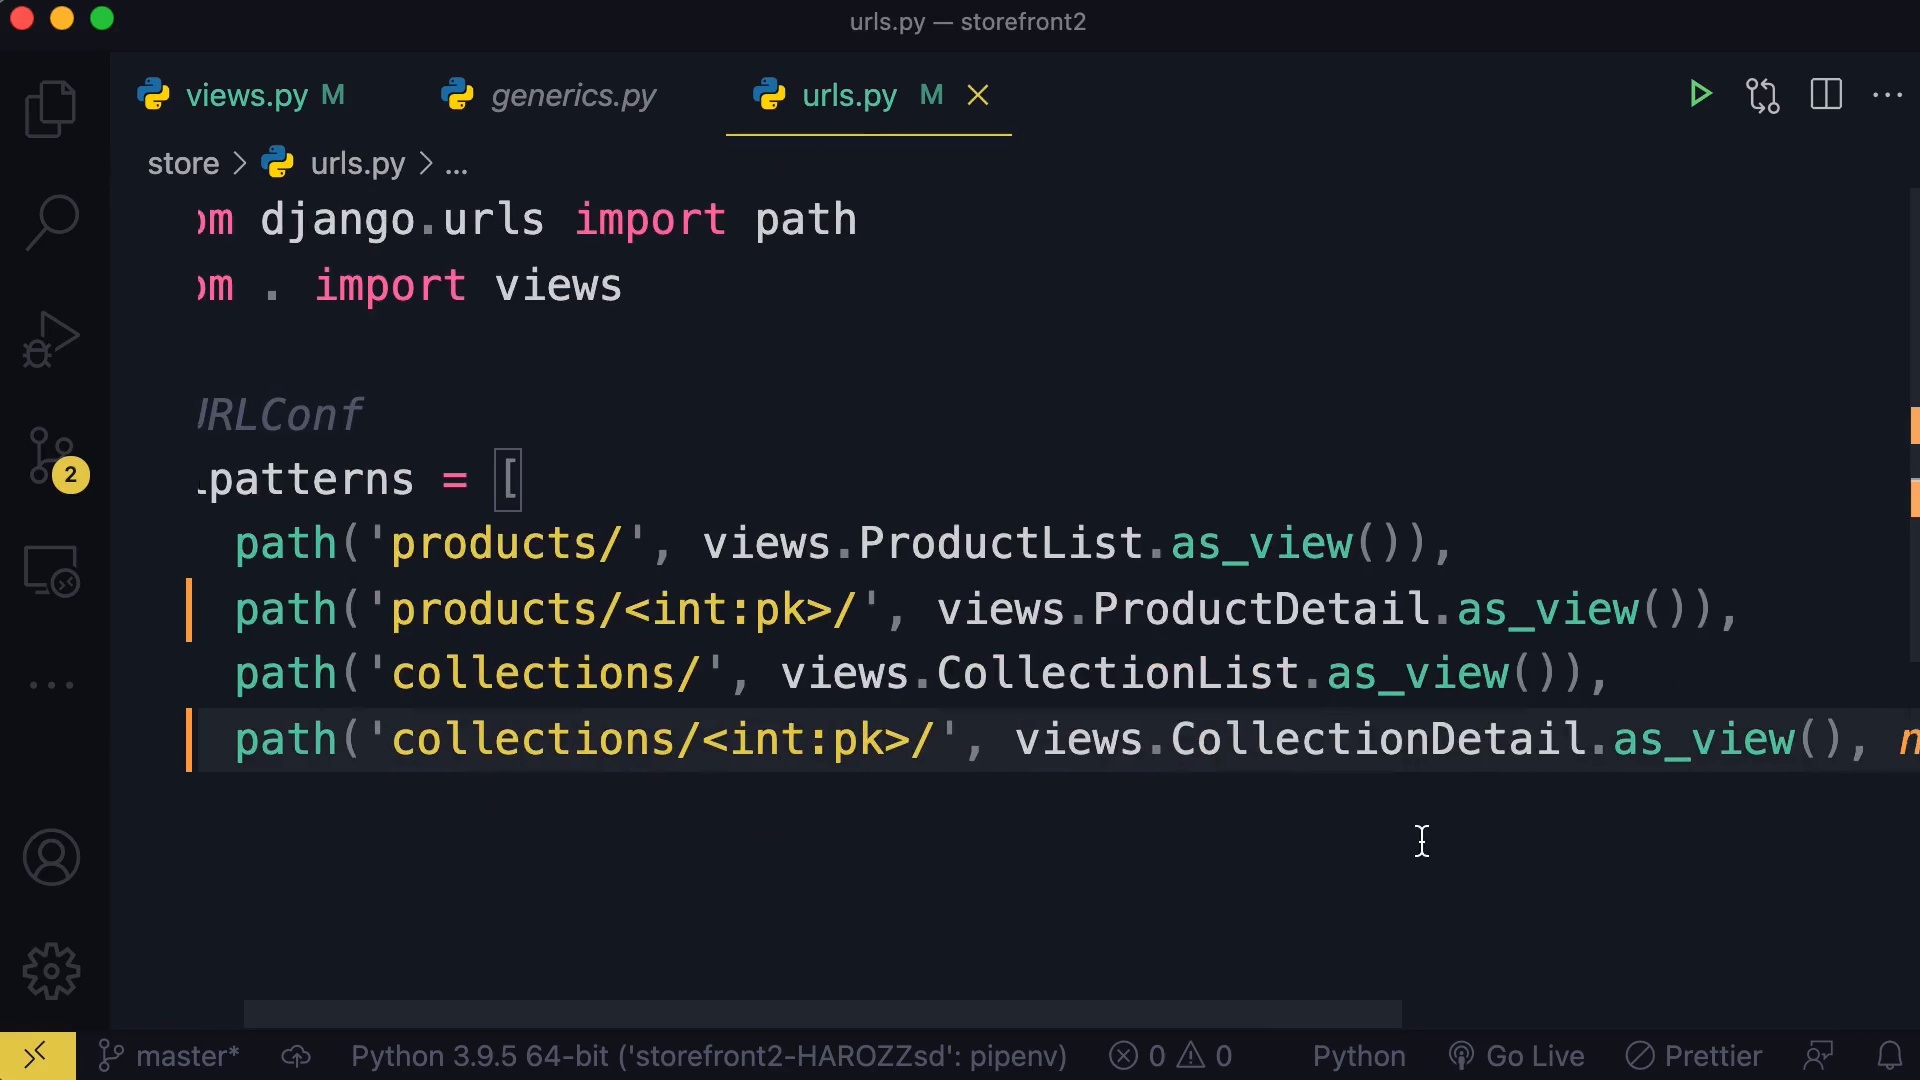 urls.py — storefront2
views.py M generics.py urls.py M
store > urls.py > ...
om django.urls import path
om . import views
URLConf
lpatterns = [
path('products/', views.ProductList.as_view()),
path('products/<int:pk>/', views.ProductDetail.as_view()),
path('collections/', views.CollectionList.as_view()),
path('collections/<int:pk>/', views.CollectionDetail.as_view(), n
2
master* Python 3.9.5 64-bit ('storefront2-HAROZZsd': pipenv) 0 0 Python Go Live Prettier